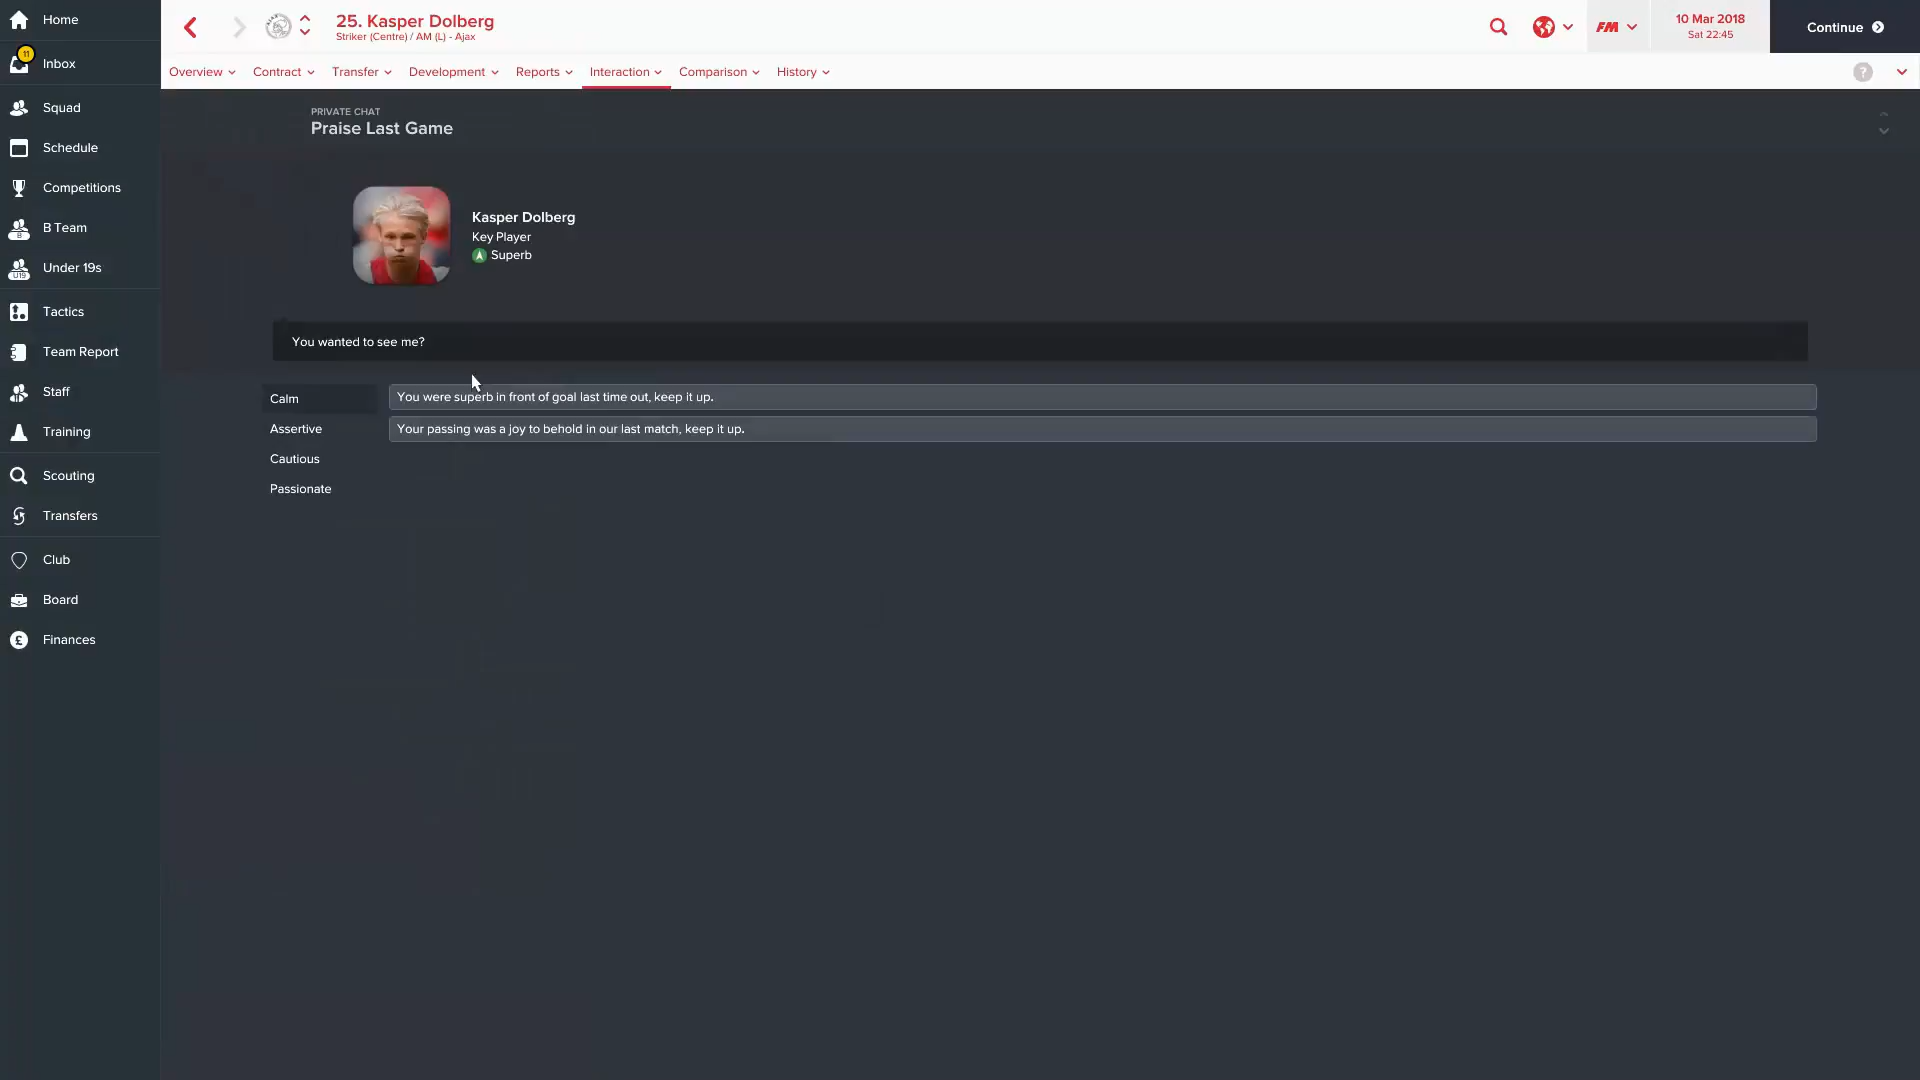 Home
11
Inbox
Squad
Schedule
Competitions
B
B Team
U19
Under 19s
Tactics
Team Report
Staff
Training
Scouting
Transfers
Club
Board
£
Finances
25. Kasper Dolberg
Striker (Centre) / AM (L) - Ajax
FM
10 Mar 2018
Sat 22:45
Continue
Overview
Contract
Transfer
Development
Reports
Interaction
Comparison
History
?
PRIVATE CHAT
Praise Last Game
Kasper Dolberg
Key Player
Superb
You wanted to see me?
Calm
Assertive
Cautious
Passionate
You were superb in front of goal last time out, keep it up.
Your passing was a joy to behold in our last match, keep it up.